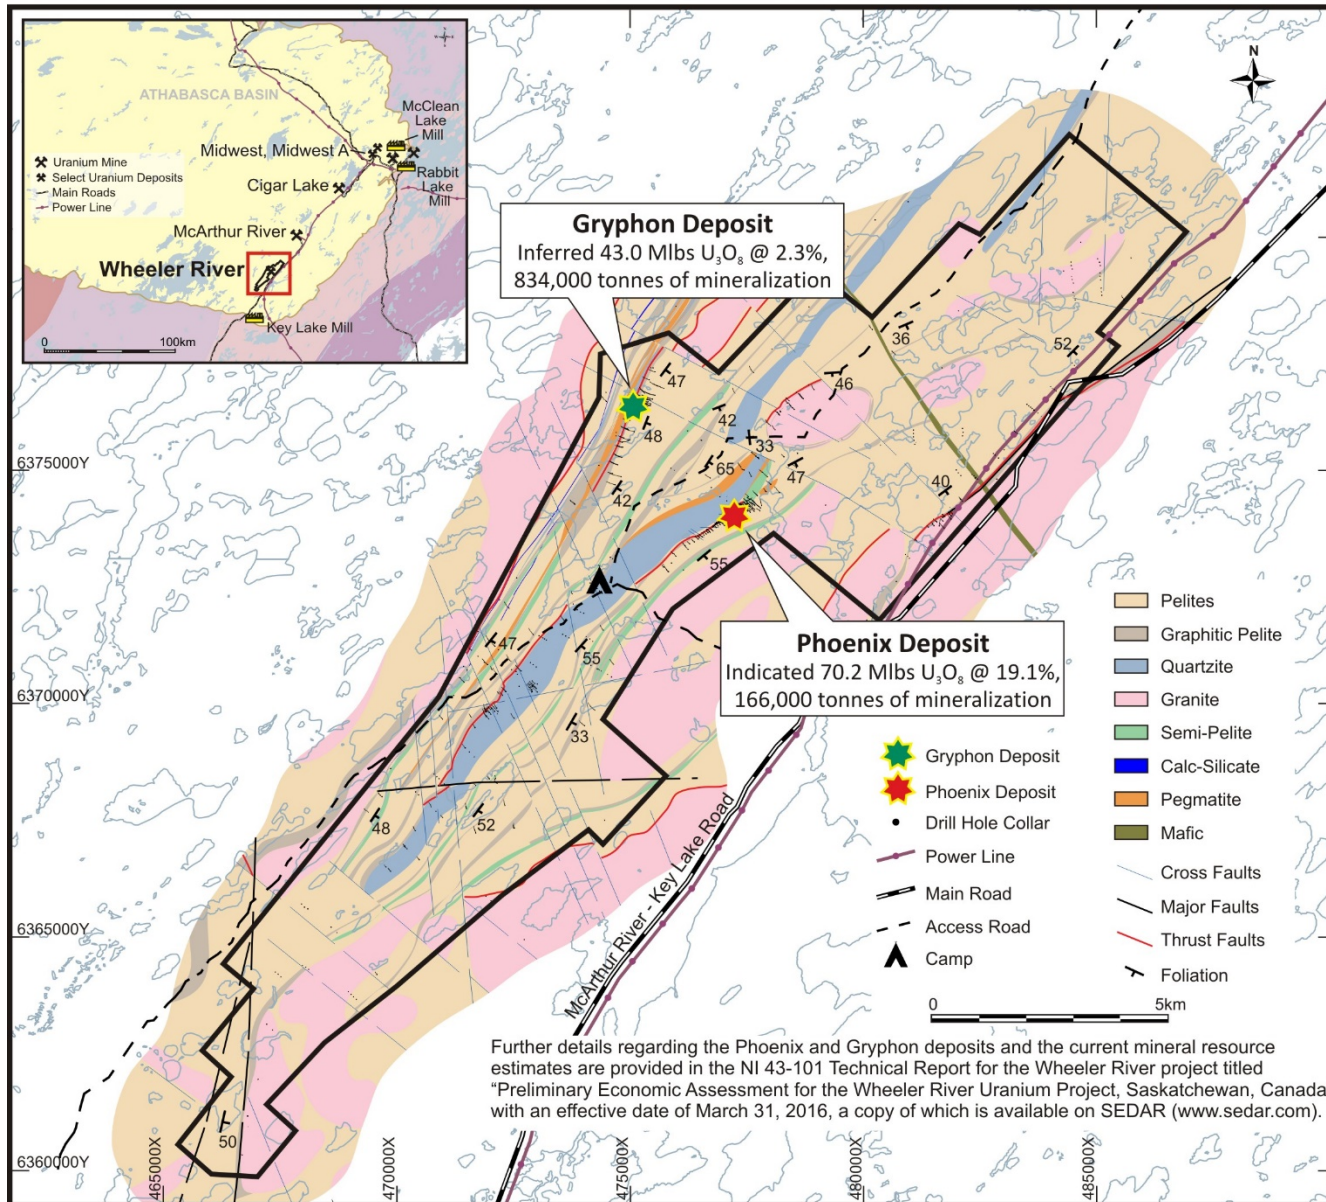 ATHABASCA BASIN
McClean
Lake
Mill
Midwest, Midwest A
Rabbit
Lake
Mill
Uranium Mine
Select Uranium Deposits
Main Roads
Power Line
Cigar Lake
McArthur River
Wheeler River
Key Lake Mill
0 100km
N
Gryphon Deposit
Inferred 43.0 Mlbs U₃O₈ @ 2.3%,
834,000 tonnes of mineralization
36
52
47
46
42
48
33
65
47
42
40
55
Phoenix Deposit
Indicated 70.2 Mlbs U₃O₈ @ 19.1%,
166,000 tonnes of mineralization
47
55
33
48
52
50
McArthur River - Key Lake Road
Gryphon Deposit
Phoenix Deposit
Drill Hole Collar
Power Line
Main Road
Access Road
Camp
Pelites
Graphitic Pelite
Quartzite
Granite
Semi-Pelite
Calc-Silicate
Pegmatite
Mafic
Cross Faults
Major Faults
Thrust Faults
Foliation
0 5km
Further details regarding the Phoenix and Gryphon deposits and the current mineral resource
estimates are provided in the NI 43-101 Technical Report for the Wheeler River project titled
“Preliminary Economic Assessment for the Wheeler River Uranium Project, Saskatchewan, Canada
with an effective date of March 31, 2016, a copy of which is available on SEDAR (www.sedar.com).
6375000Y
6370000Y
6365000Y
6360000Y
465000X
470000X
475000X
480000X
485000X